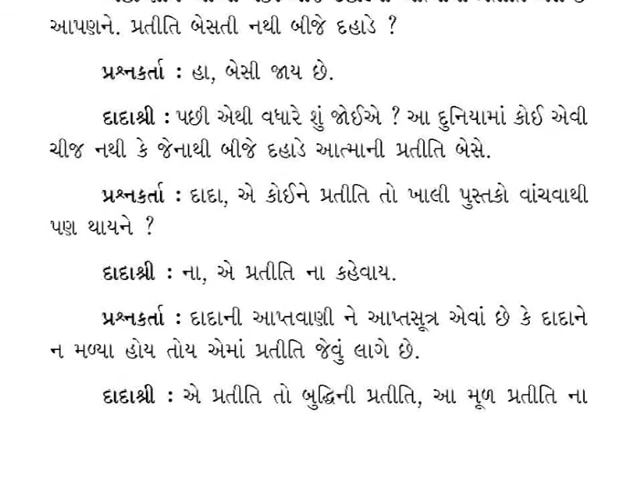 આપણને. પ્રતીતિ બેસતી નથી બીજે દહાડે ?
પ્રશ્નકર્તા : હા, બેસી જાય છે.
દાદાશ્રી : પછી એથી વધારે શું જોઈએ ? આ દુનિયામાં કોઈ એવી
ચીજ નથી કે જેનાથી બીજે દહાડે આત્માની પ્રતીતિ બેસે.
પ્રશ્નકર્તા : દાદા, એ કોઈને પ્રતીતિ તો ખાલી પુસ્તકો વાંચવાથી
પણ થાયને ?
દાદાશ્રી : ના, એ પ્રતીતિ ના કહેવાય.
પ્રશ્નકર્તા : દાદાની આપ્તવાણી ને આપ્તસૂત્ર એવાં છે કે દાદાને
ન મળ્યા હોય તોય એમાં પ્રતીતિ જેવું લાગે છે.
દાદાશ્રી : એ પ્રતીતિ તો બુદ્ધિની પ્રતીતિ, આ મૂળ પ્રતીતિ ના